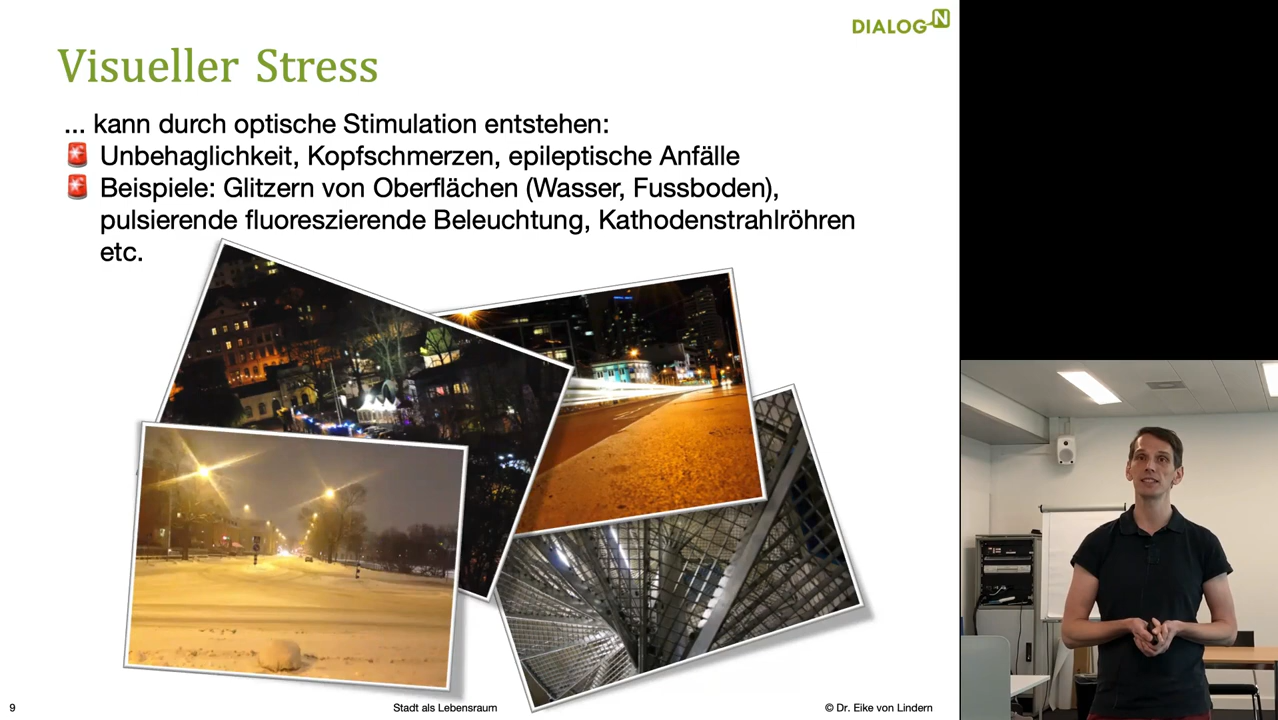 DIALOG N
Visueller Stress
... kann durch optische Stimulation entstehen:
Unbehaglichkeit, Kopfschmerzen, epileptische Anfälle
Beispiele: Glitzern von Oberflächen (Wasser, Fussboden),
pulsierende fluoreszierende Beleuchtung, Kathodenstrahlröhren
etc.
9
Stadt als Lebensraum
© Dr. Eike von Lindern